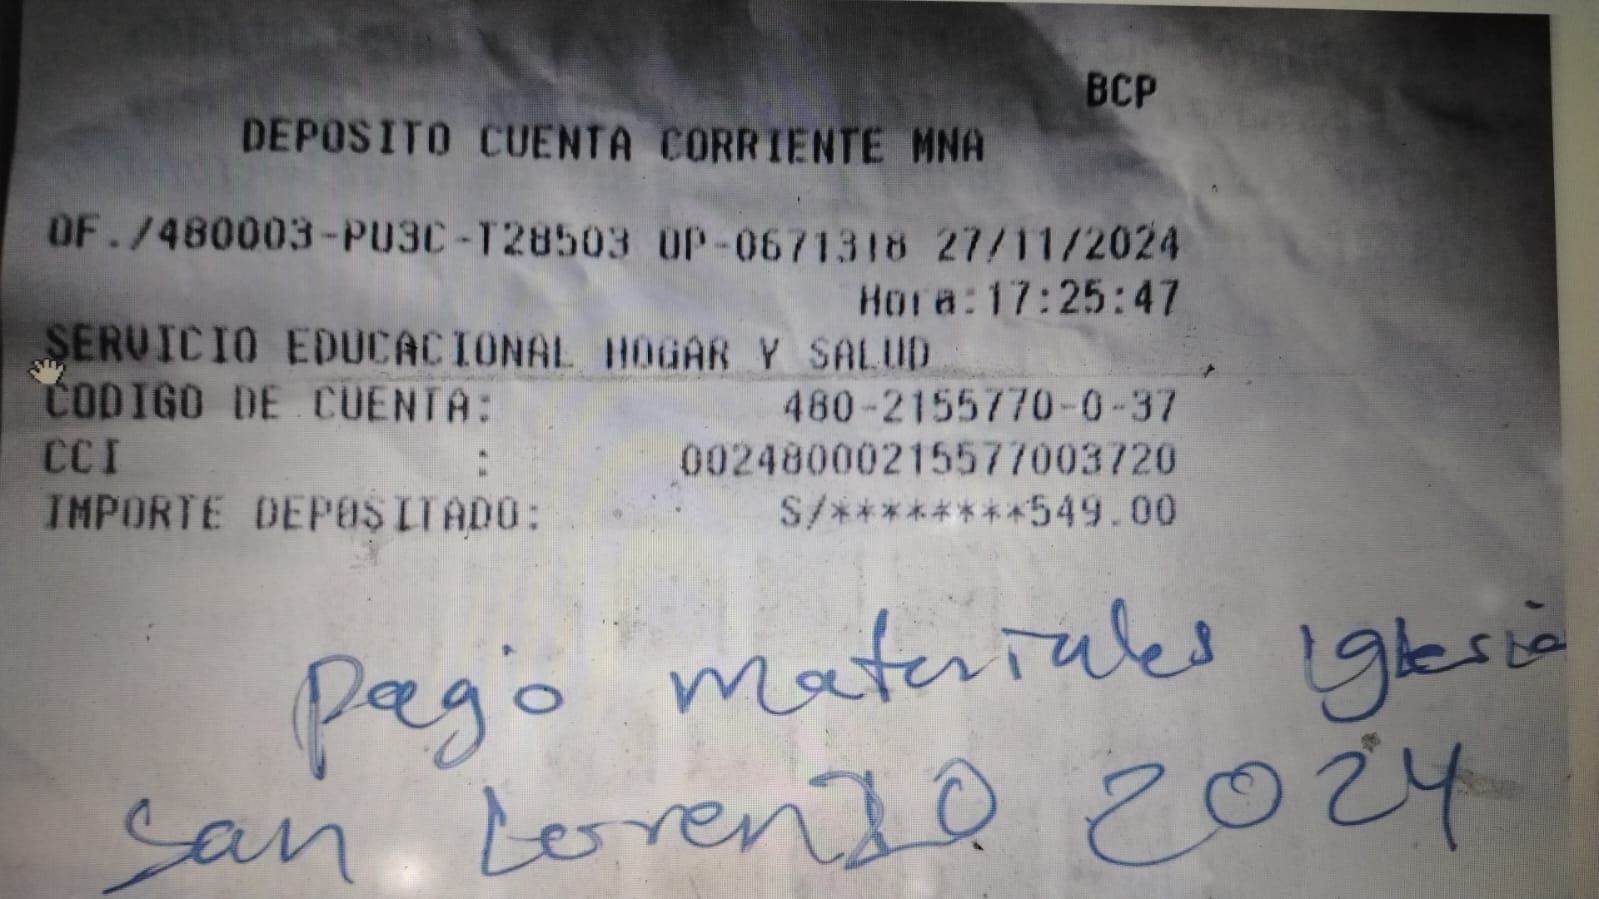 BCP
DEPOSITO CUENTA CORRIENTE MNA
OF./480003-PU3C-T28503 OP-0671318 27/11/2024
Hora:17:25:47
SERVICIO EDUCACIONAL HOGAR Y SALUD
CODIGO DE CUENTA: 480-2155770-0-37
CCI : 00248000215577003720
IMPORTE DEPOSITADO: S/********549.00
pago materiales Iglesia
San Lorenzo 2024